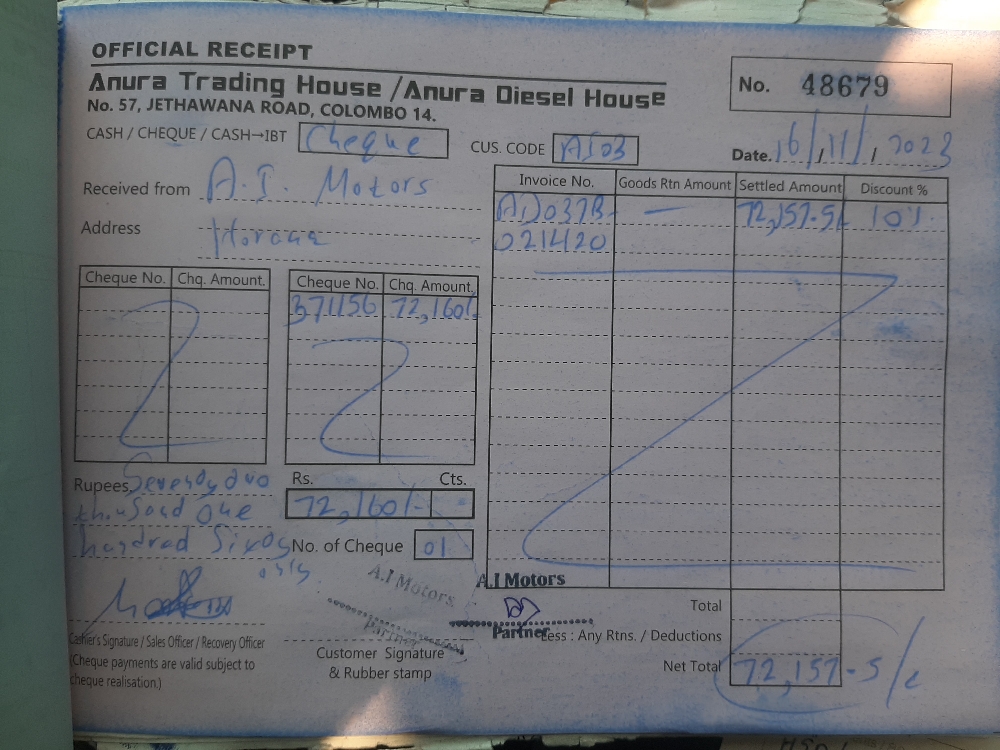 OFFICIAL RECEIPT
Anura Trading House /Anura Diesel House
No. 57, JETHAWANA ROAD, COLOMBO 14.
No. 48679
CASH / CHEQUE / CASH→IBT Cheque
CUS. CODE AI03
Date. 16/11/2023
Received from A.I. Motors
Address Horana
Invoice No. Goods Rtn Amount Settled Amount Discount %
AD037B- — 72,157-5/ 10%
0214120
Cheque No. Chq. Amount.
Cheque No. Chq. Amount.
371156 72,160/-
Rupees Seventy two
thousand one
hundred Sixty
only
Rs. Cts.
72,160/-
No. of Cheque 01
A.I Motors
Partner
A.I Motors
Partner
Cashier's Signature / Sales Officer / Recovery Officer
(Cheque payments are valid subject to
cheque realisation.)
Customer Signature
& Rubber stamp
Total
Less : Any Rtns. / Deductions
Net Total 72,157-5/